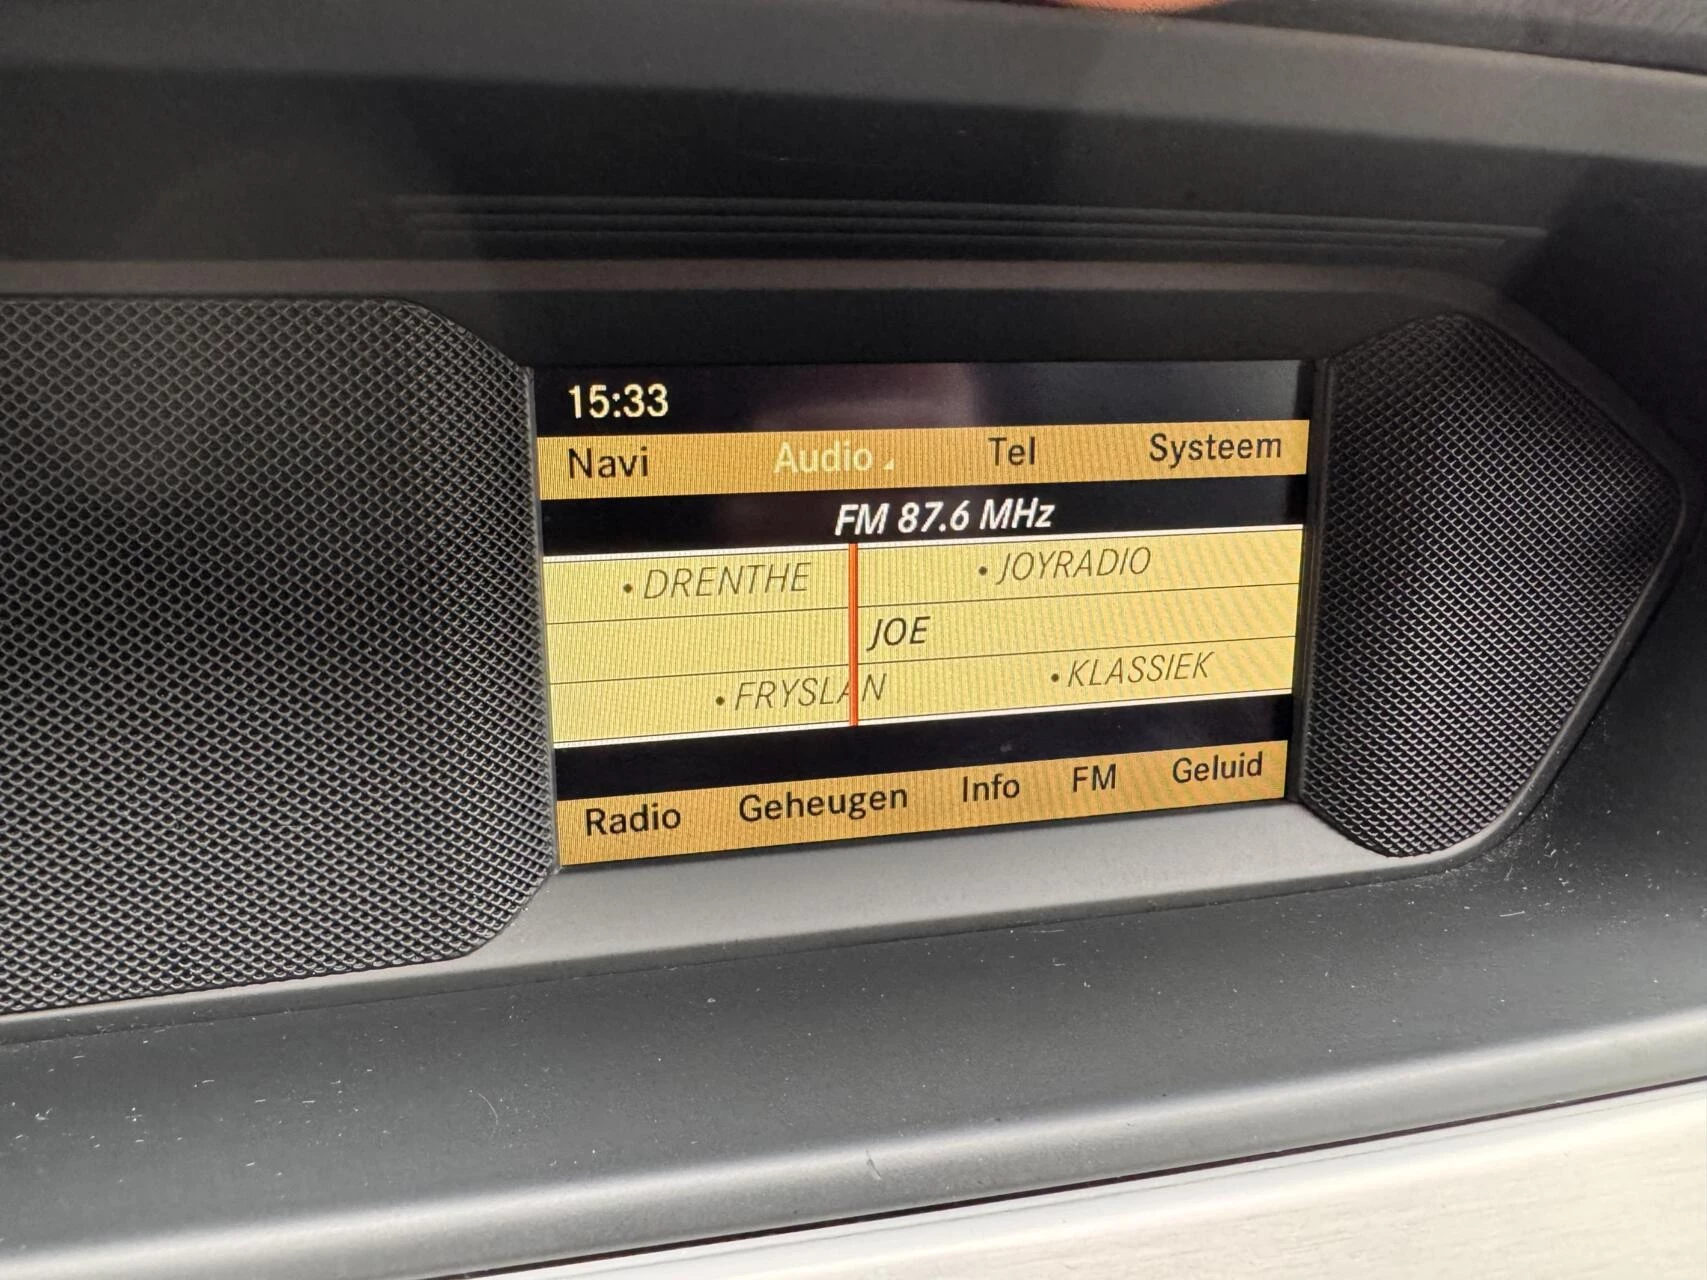 15:33
Navi Audio Tel Systeem
FM 87.6 MHz
• DRENTHE • JOYRADIO
JOE
• FRYSLAN • KLASSIEK
Radio Geheugen Info FM Geluid